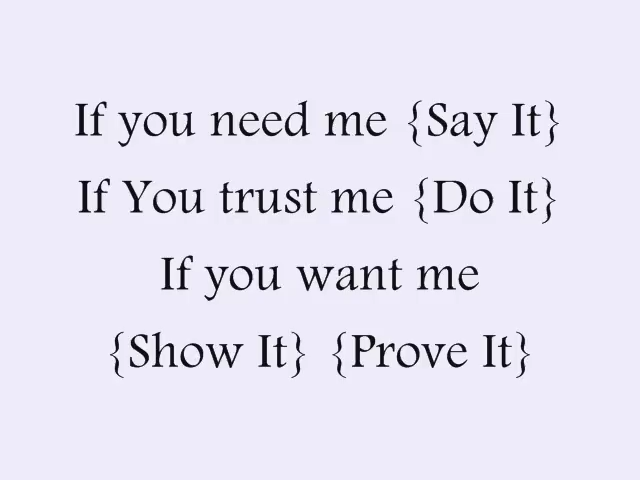 If you need me {Say It}
If You trust me {Do It}
If you want me
{Show It} {Prove It}